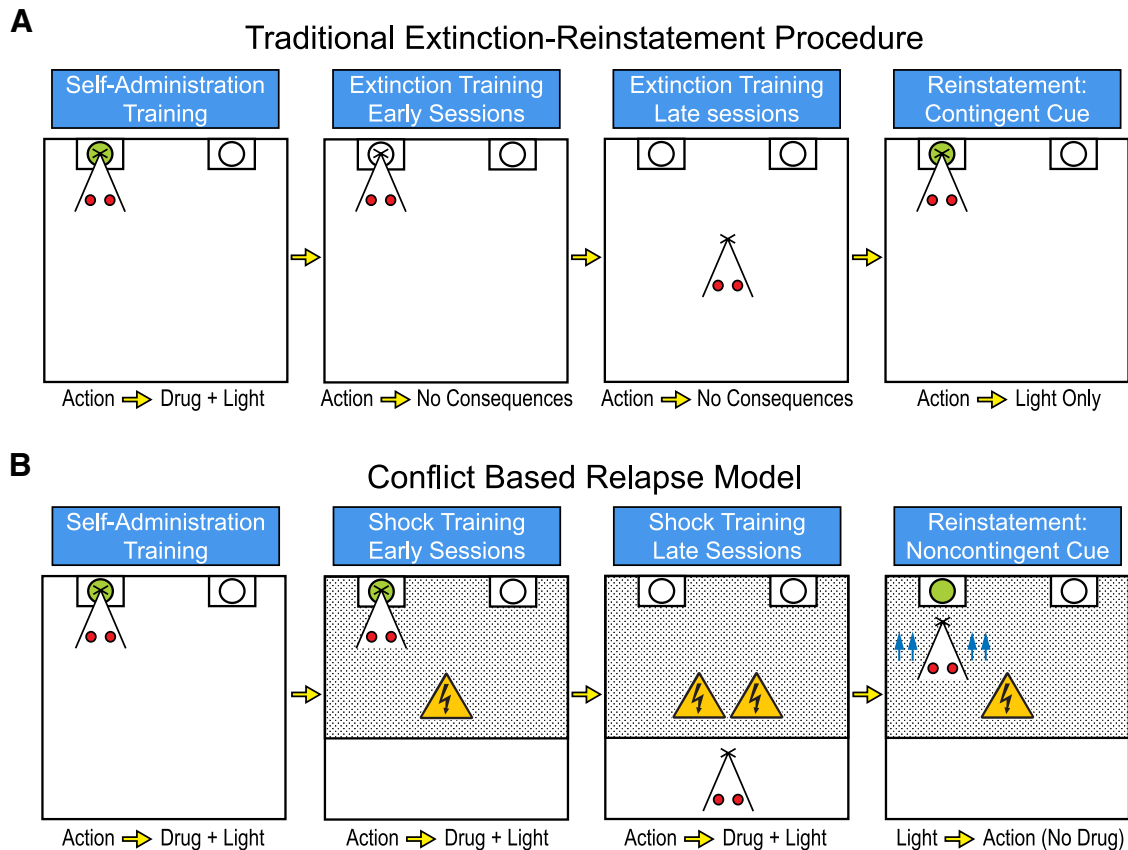 A
Traditional Extinction-Reinstatement Procedure
Self-Administration
Training
Extinction Training
Early Sessions
Extinction Training
Late sessions
Reinstatement:
Contingent Cue
Action Drug + Light
Action No Consequences
Action No Consequences
Action Light Only
B
Conflict Based Relapse Model
Self-Administration
Training
Shock Training
Early Sessions
Shock Training
Late Sessions
Reinstatement:
Noncontingent Cue
Action Drug + Light
Action Drug + Light
Action Drug + Light
Light Action (No Drug)